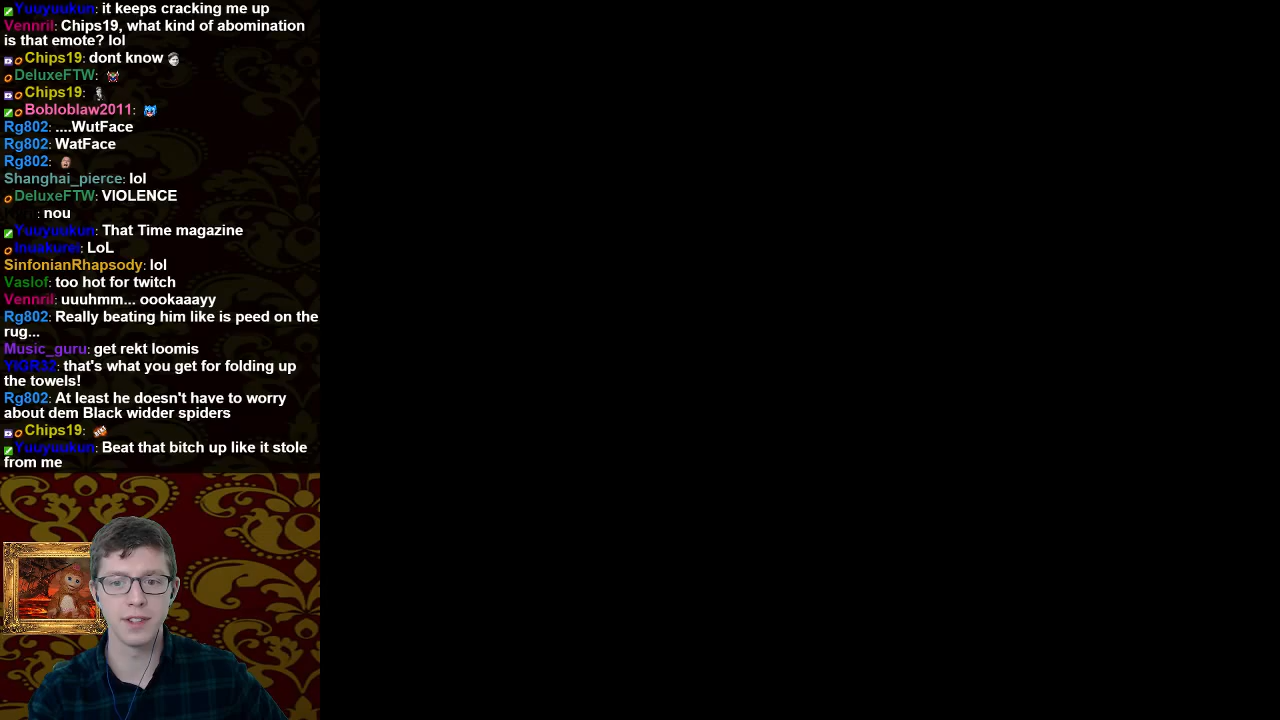 Yuuyuukun: it keeps cracking me up
Vennril: Chips19, what kind of abomination
is that emote? lol
Chips19: dont know
DeluxeFTW:
Chips19:
Bobloblaw2011:
Rg802: ....WutFace
Rg802: WatFace
Rg802:
Shanghai_pierce: lol
DeluxeFTW: VIOLENCE
: nou
Yuuyuukun: That Time magazine
Inuakurei: LoL
SinfonianRhapsody: lol
Vaslof: too hot for twitch
Vennril: uuuhmm... oookaaayy
Rg802: Really beating him like is peed on the
rug...
Music_guru: get rekt loomis
YIGR32: that's what you get for folding up
the towels!
Rg802: At least he doesn't have to worry
about dem Black widder spiders
Chips19:
Yuuyuukun: Beat that bitch up like it stole
from me